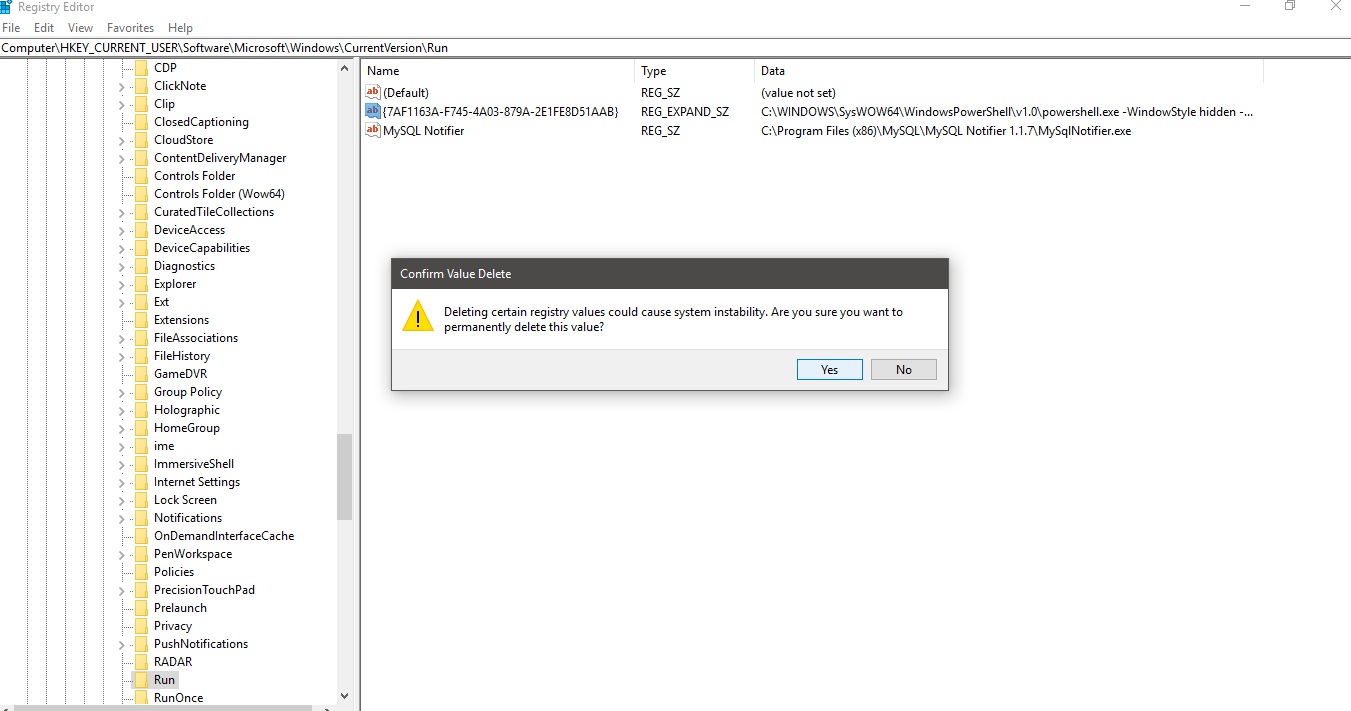 Registry Editor
File Edit View Favorites Help
Computer\HKEY_CURRENT_USER\Software\Microsoft\Windows\CurrentVersion\Run
CDP
ClickNote
Clip
ClosedCaptioning
CloudStore
ContentDeliveryManager
Controls Folder
Controls Folder (Wow64)
CuratedTileCollections
DeviceAccess
DeviceCapabilities
Diagnostics
Explorer
Ext
Extensions
FileAssociations
FileHistory
GameDVR
Group Policy
Holographic
HomeGroup
ime
ImmersiveShell
Internet Settings
Lock Screen
Notifications
OnDemandInterfaceCache
PenWorkspace
Policies
PrecisionTouchPad
Prelaunch
Privacy
PushNotifications
RADAR
Run
RunOnce
Name Type Data
ab (Default) REG_SZ (value not set)
ab {7AF1163A-F745-4A03-879A-2E1FE8D51AAB} REG_EXPAND_SZ C:\WINDOWS\SysWOW64\WindowsPowerShell\v1.0\powershell.exe -WindowStyle hidden -...
ab MySQL Notifier REG_SZ C:\Program Files (x86)\MySQL\MySQL Notifier 1.1.7\MySqlNotifier.exe
Confirm Value Delete
Deleting certain registry values could cause system instability. Are you sure you want to
permanently delete this value?
Yes No